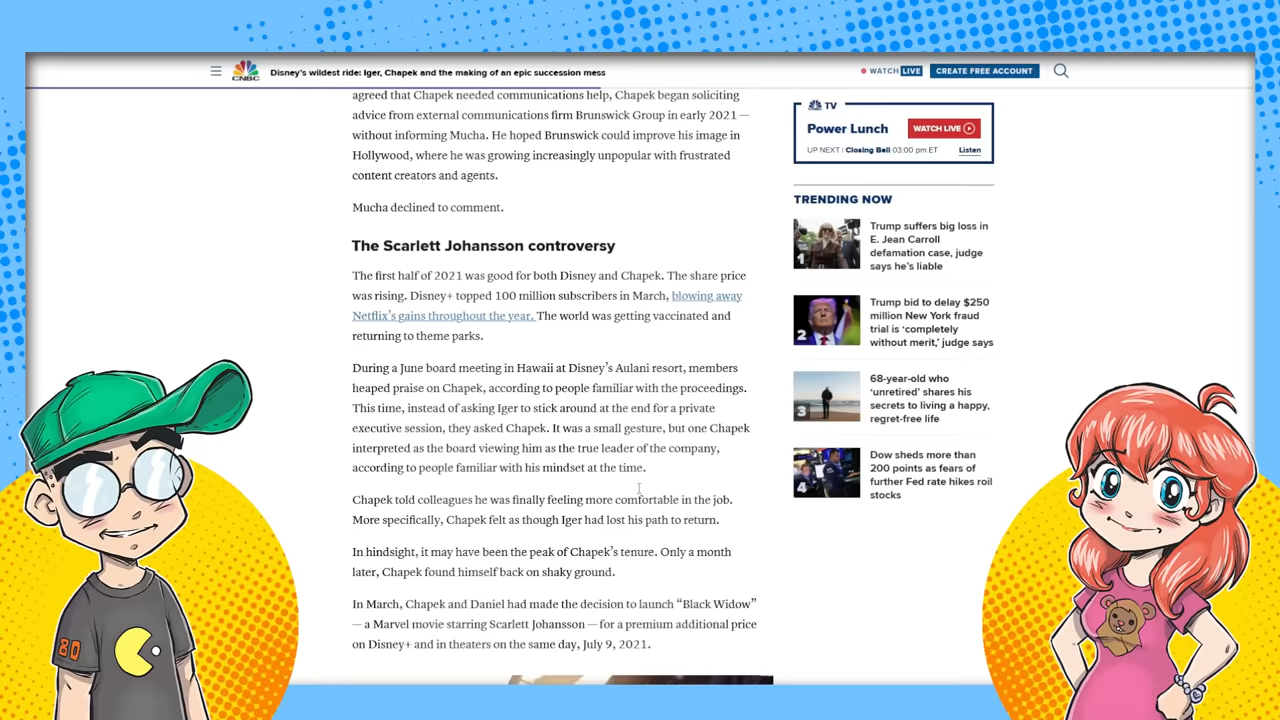 CNBC
Disney's wildest ride: Iger, Chapek and the making of an epic succession mess
WATCH LIVE
CREATE FREE ACCOUNT
agreed that Chapek needed communications help, Chapek began soliciting
advice from external communications firm Brunswick Group in early 2021 —
without informing Mucha. He hoped Brunswick could improve his image in
Hollywood, where he was growing increasingly unpopular with frustrated
content creators and agents.
Mucha declined to comment.
The Scarlett Johansson controversy
The first half of 2021 was good for both Disney and Chapek. The share price
was rising. Disney+ topped 100 million subscribers in March, blowing away
Netflix's gains throughout the year. The world was getting vaccinated and
returning to theme parks.
During a June board meeting in Hawaii at Disney's Aulani resort, members
heaped praise on Chapek, according to people familiar with the proceedings.
This time, instead of asking Iger to stick around at the end for a private
executive session, they asked Chapek. It was a small gesture, but one Chapek
interpreted as the board viewing him as the true leader of the company,
according to people familiar with his mindset at the time.
Chapek told colleagues he was finally feeling more comfortable in the job.
More specifically, Chapek felt as though Iger had lost his path to return.
In hindsight, it may have been the peak of Chapek's tenure. Only a month
later, Chapek found himself back on shaky ground.
In March, Chapek and Daniel had made the decision to launch “Black Widow”
— a Marvel movie starring Scarlett Johansson — for a premium additional price
on Disney+ and in theaters on the same day, July 9, 2021.
TV
Power Lunch
WATCH LIVE
UP NEXT | Closing Bell 03:00 pm ET
Listen
TRENDING NOW
1
Trump suffers big loss in
E. Jean Carroll
defamation case, judge
says he's liable
2
Trump bid to delay $250
million New York fraud
trial is ‘completely
without merit,’ judge says
3
68-year-old who
‘unretired’ shares his
secrets to living a happy,
regret-free life
4
Dow sheds more than
200 points as fears of
further Fed rate hikes roil
stocks
80